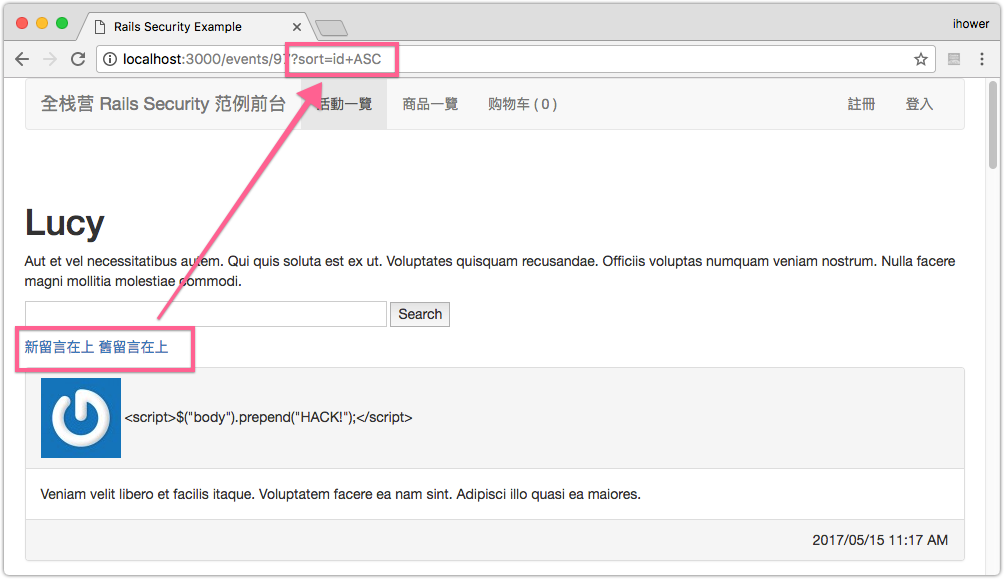 Rails Security Example
ihower
localhost:3000/events/97?sort=id+ASC
全栈营 Rails Security 范例前台 活動一覽 商品一覽 购物车 ( 0 ) 註冊 登入
Lucy
Aut et vel necessitatibus autem. Qui quis soluta est ex ut. Voluptates quisquam recusandae. Officiis voluptas numquam veniam nostrum. Nulla facere
magni mollitia molestiae commodi.
Search
新留言在上 舊留言在上
<script>$("body").prepend("HACK!");</script>
Veniam velit libero et facilis itaque. Voluptatem facere ea nam sint. Adipisci illo quasi ea maiores.
2017/05/15 11:17 AM